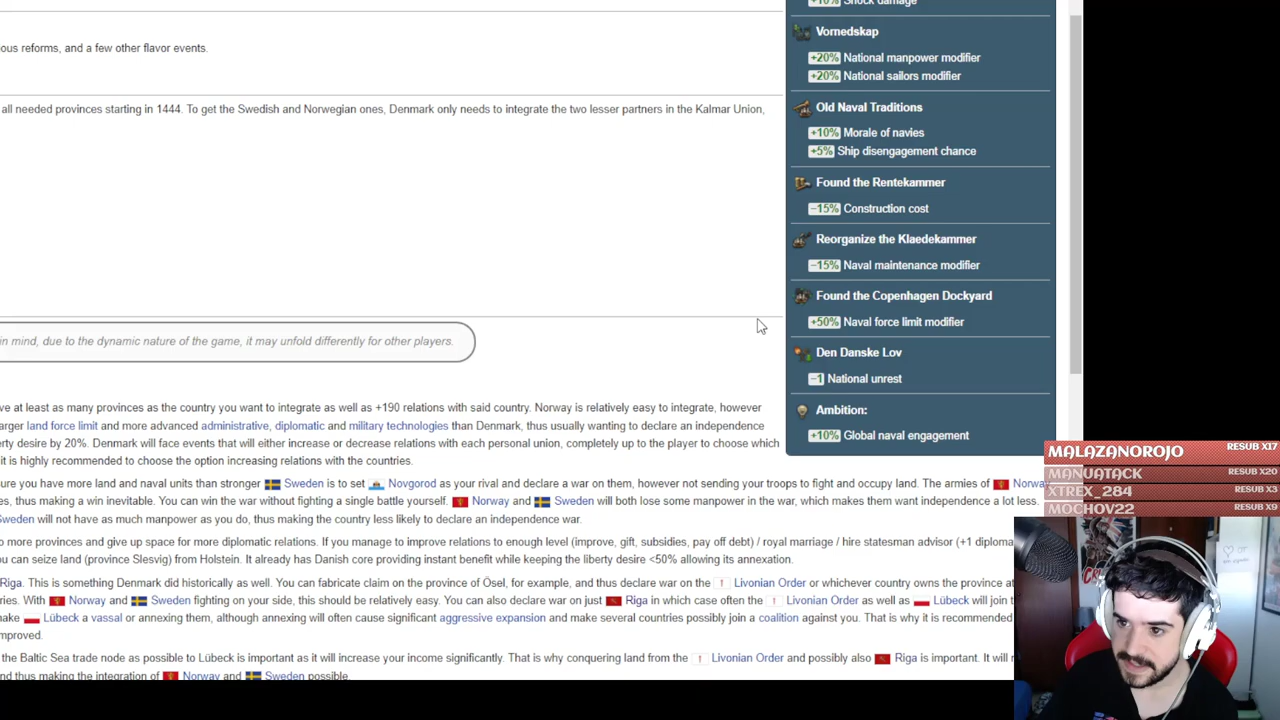 +10% Shock damage
ous reforms, and a few other flavor events.
all needed provinces starting in 1444. To get the Swedish and Norwegian ones, Denmark only needs to integrate the two lesser partners in the Kalmar Union,
in mind, due to the dynamic nature of the game, it may unfold differently for other players.
ve at least as many provinces as the country you want to integrate as well as +190 relations with said country. Norway is relatively easy to integrate, however
arger land force limit and more advanced administrative, diplomatic and military technologies than Denmark, thus usually wanting to declare an independence
erty desire by 20%. Denmark will face events that will either increase or decrease relations with each personal union, completely up to the player to choose which
it is highly recommended to choose the option increasing relations with the countries.
ure you have more land and naval units than stronger Sweden is to set Novgorod as your rival and declare a war on them, however not sending your troops to fight and occupy land. The armies of Norwa
es, thus making a win inevitable. You can win the war without fighting a single battle yourself. Norway and Sweden will both lose some manpower in the war, which makes them want independence a lot less.
Sweden will not have as much manpower as you do, thus making the country less likely to declare an independence war.
o more provinces and give up space for more diplomatic relations. If you manage to improve relations to enough level (improve, gift, subsidies, pay off debt) / royal marriage / hire statesman advisor (+1 diploma
ou can seize land (province Slesvig) from Holstein. It already has Danish core providing instant benefit while keeping the liberty desire <50% allowing its annexation.
Riga. This is something Denmark did historically as well. You can fabricate claim on the province of Ösel, for example, and thus declare war on the Livonian Order or whichever country owns the province at
ries. With Norway and Sweden fighting on your side, this should be relatively easy. You can also declare war on just Riga in which case often the Livonian Order as well as Lübeck will join t
ake Lübeck a vassal or annexing them, although annexing will often cause significant aggressive expansion and make several countries possibly join a coalition against you. That is why it is recommended
mproved.
the Baltic Sea trade node as possible to Lübeck is important as it will increase your income significantly. That is why conquering land from the Livonian Order and possibly also Riga is important. It will
nd thus making the integration of Norway and Sweden possible.
Vornedskap
+20% National manpower modifier
+20% National sailors modifier
Old Naval Traditions
+10% Morale of navies
+5% Ship disengagement chance
Found the Rentekammer
−15% Construction cost
Reorganize the Klaedekammer
−15% Naval maintenance modifier
Found the Copenhagen Dockyard
+50% Naval force limit modifier
Den Danske Lov
−1 National unrest
Ambition:
+10% Global naval engagement
MALAZANOROJO RESUB X17
MANUATACK RESUB X20
XTREX_284 RESUB X3
MOCHOV22 RESUB X9